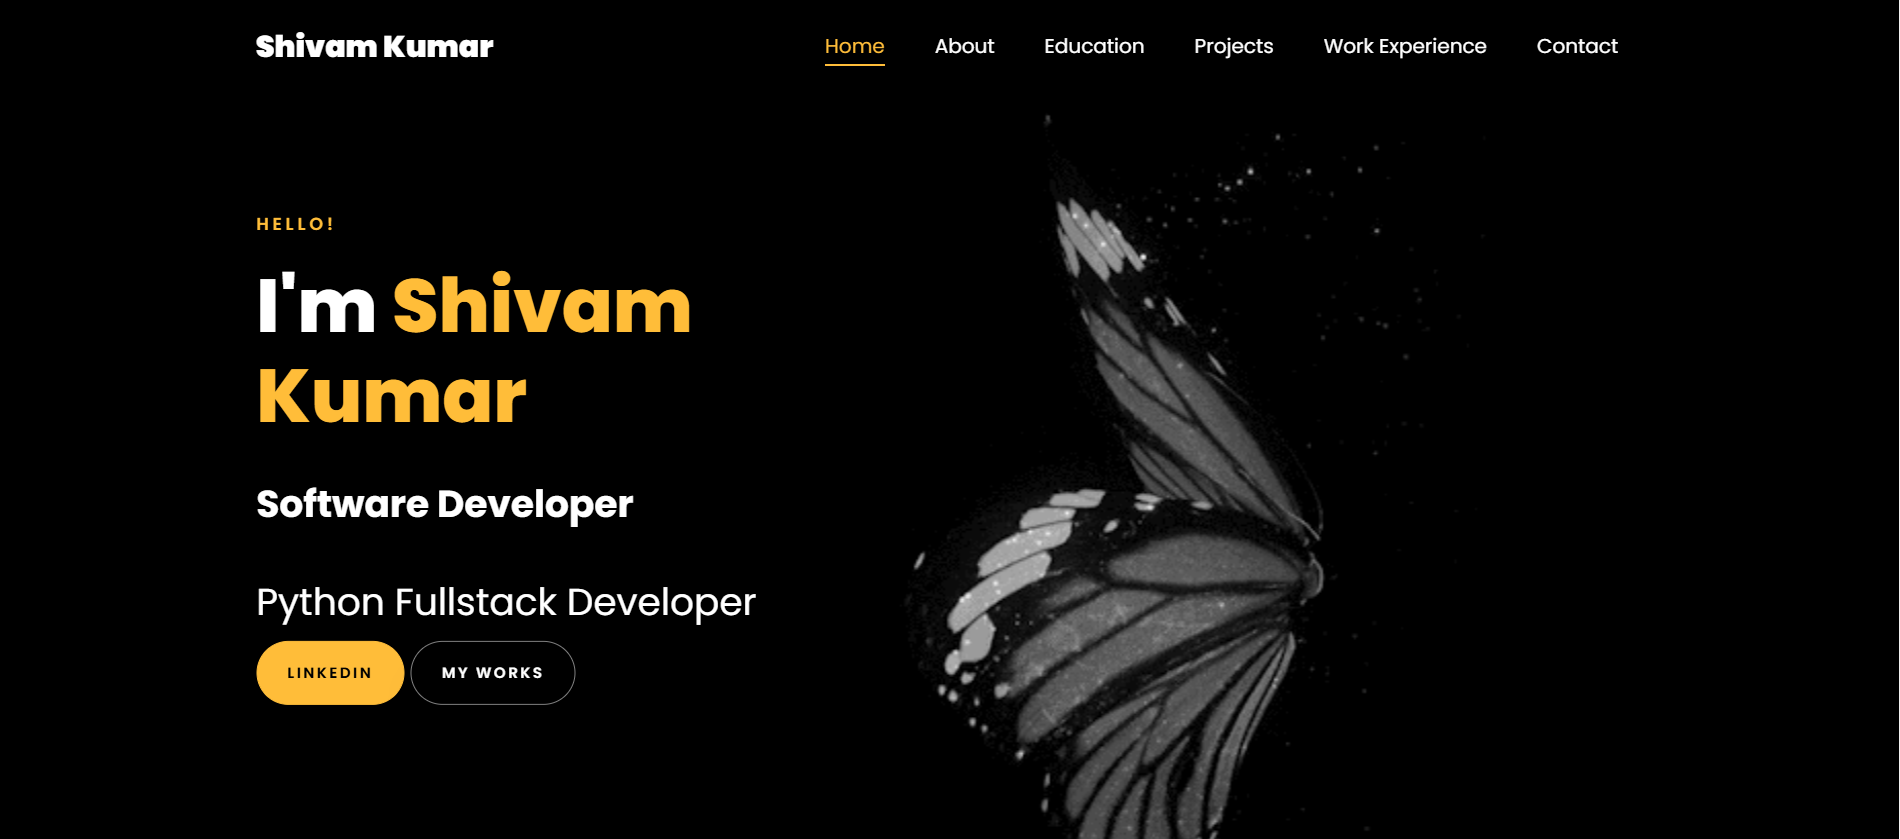 Shivam Kumar
Home About Education Projects Work Experience Contact
HELLO!
I'm Shivam
Kumar
Software Developer
Python Fullstack Developer
LINKEDIN MY WORKS